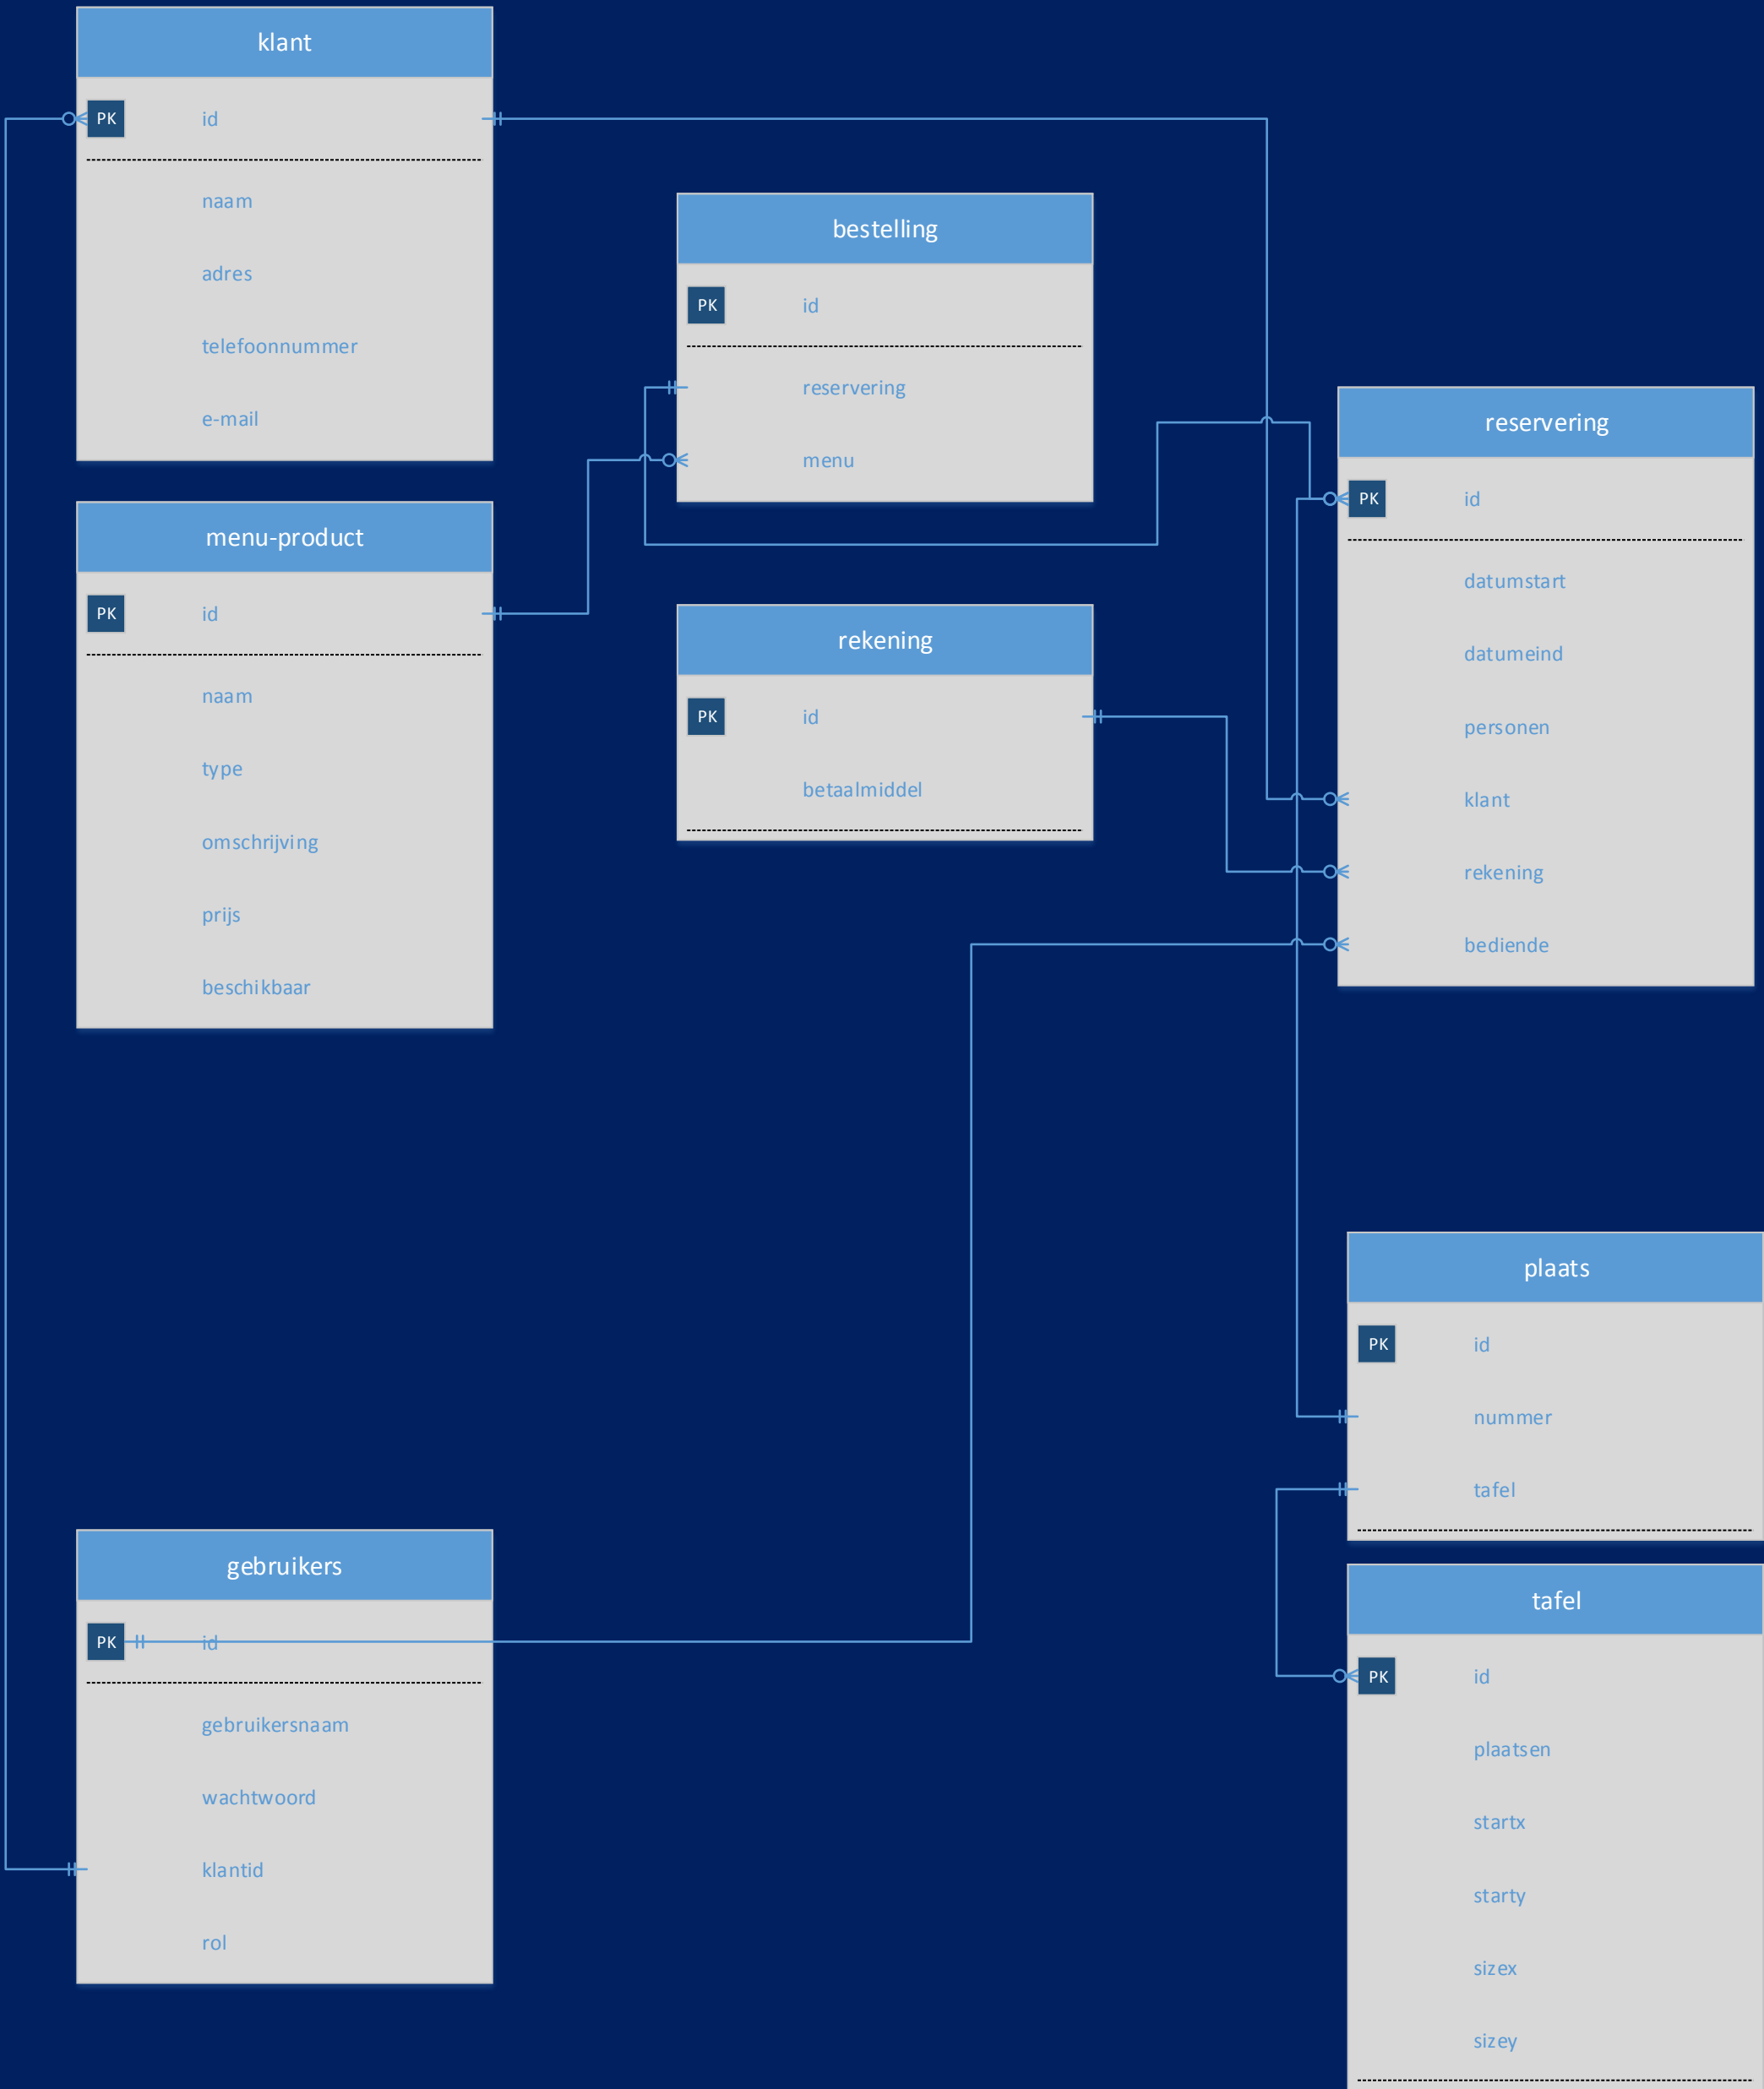 klant
PK id
naam
adres
telefoonnummer
e-mail
menu-product
PK id
naam
type
omschrijving
prijs
beschikbaar
bestelling
PK id
reservering
menu
rekening
PK id
betaalmiddel
reservering
PK id
datumstart
datumeind
personen
klant
rekening
bediende
plaats
PK id
nummer
tafel
gebruikers
PK id
gebruikersnaam
wachtwoord
klantid
rol
tafel
PK id
plaatsen
startx
starty
sizex
sizey